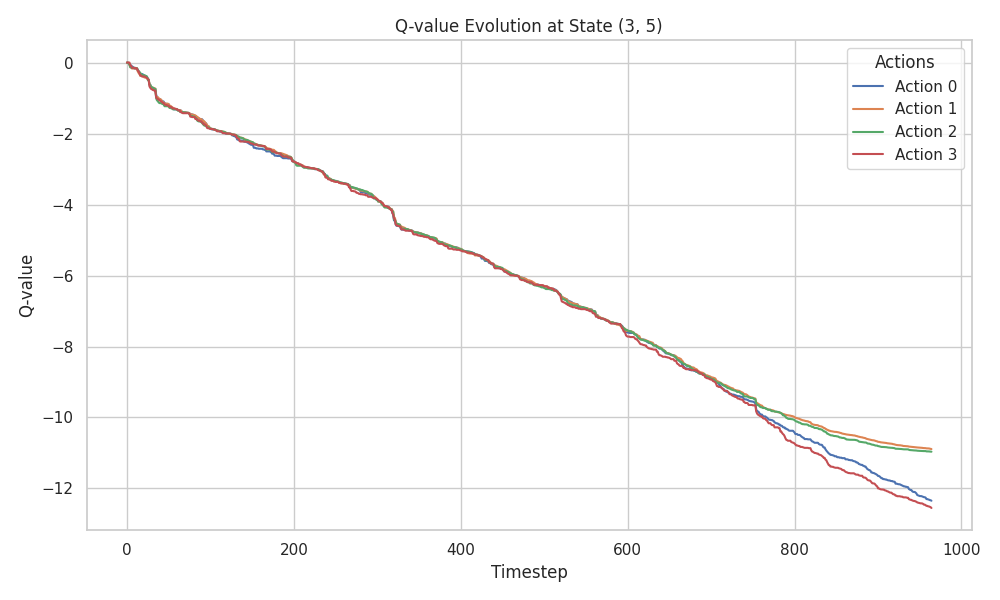 Q-value Evolution at State (3, 5)
Actions
Action 0
Action 1
Action 2
Action 3
Q-value
0
−2
−4
−6
−8
−10
−12
0 200 400 600 800 1000
Timestep